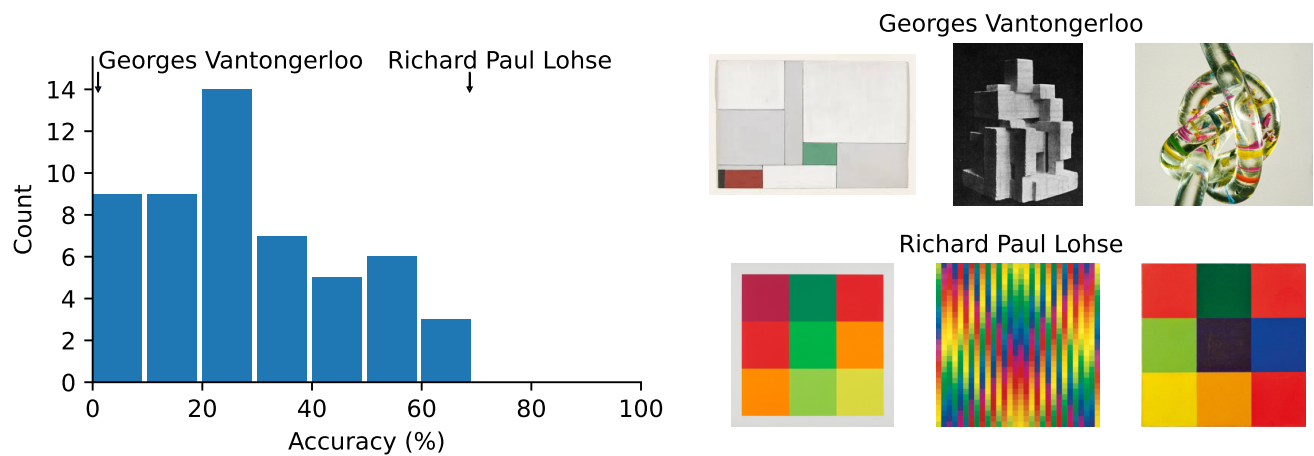 Georges Vantongerloo
Richard Paul Lohse
14
12
10
8
6
4
2
0
Count
0 20 40 60 80 100
Accuracy (%)
Georges Vantongerloo
Richard Paul Lohse